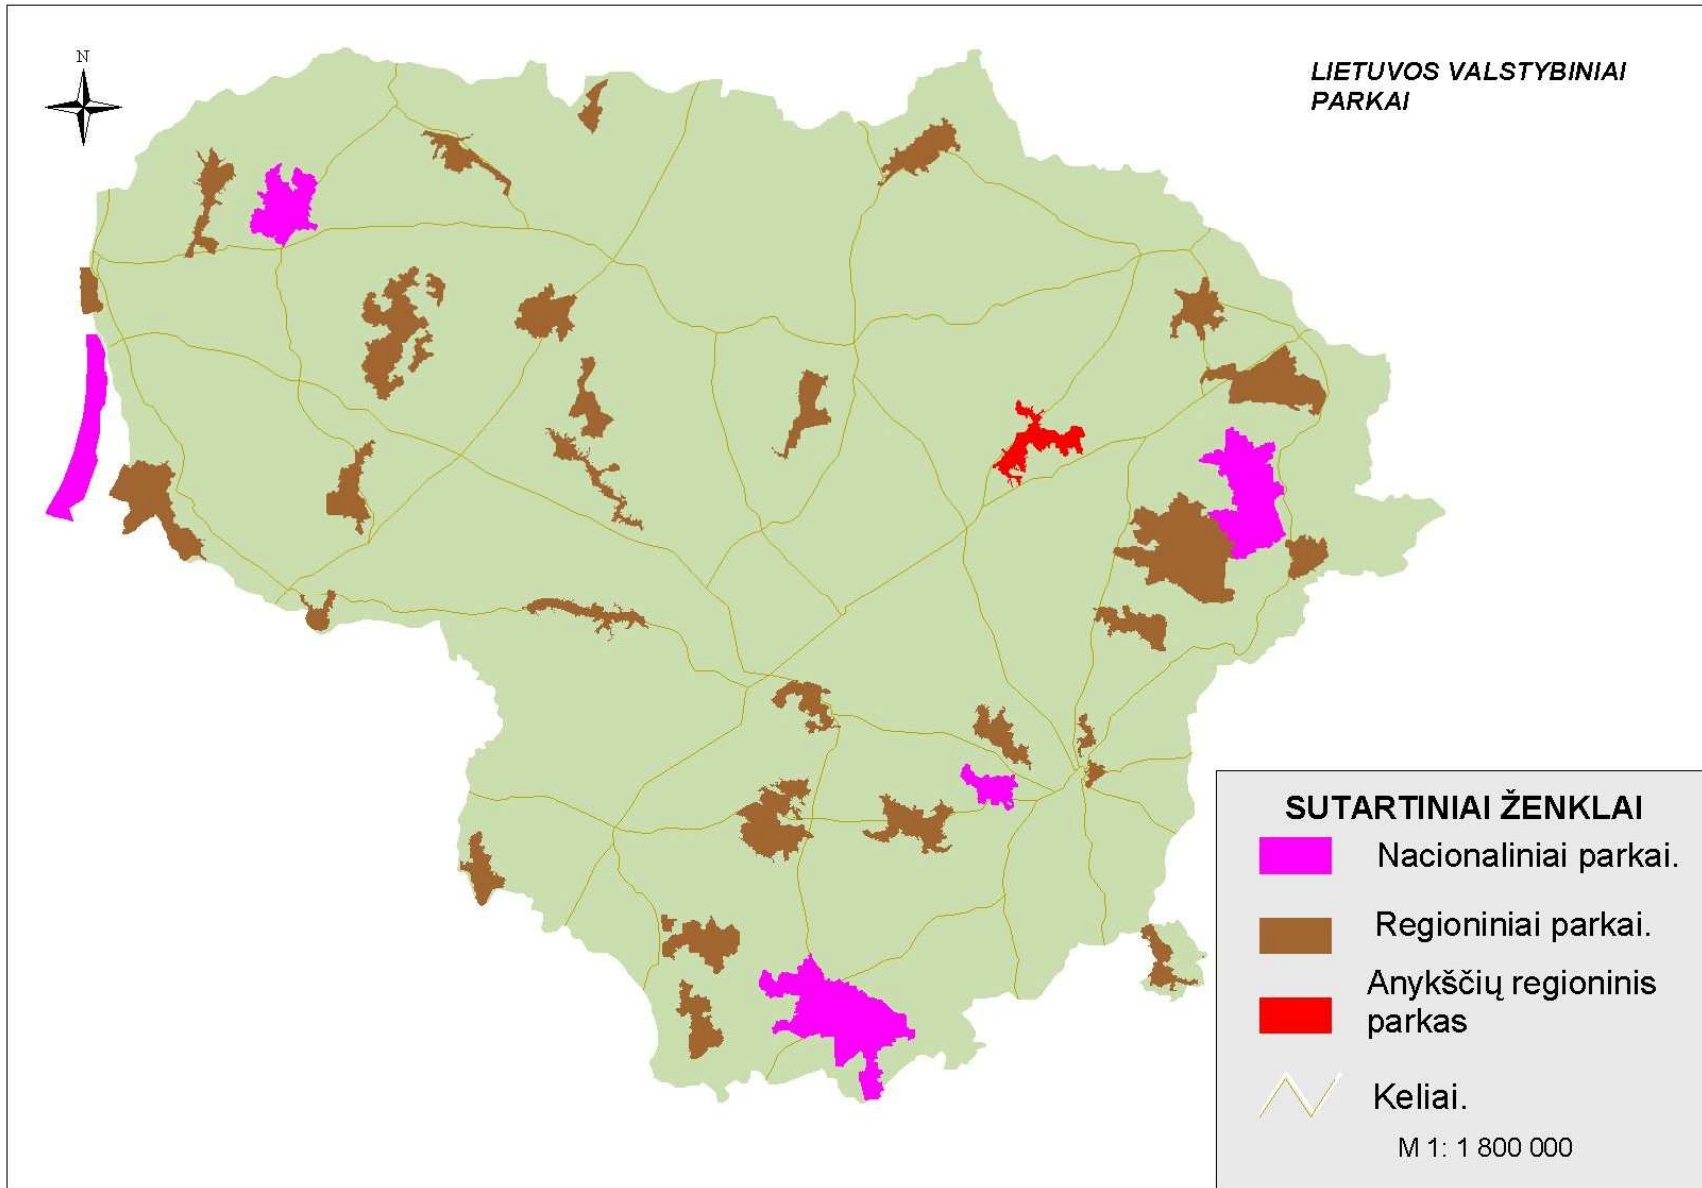 N
LIETUVOS VALSTYBINIAI
PARKAI
SUTARTINIAI ŽENKLAI
Nacionaliniai parkai.
Regioniniai parkai.
Anykščių regioninis
parkas
Keliai.
M 1: 1 800 000